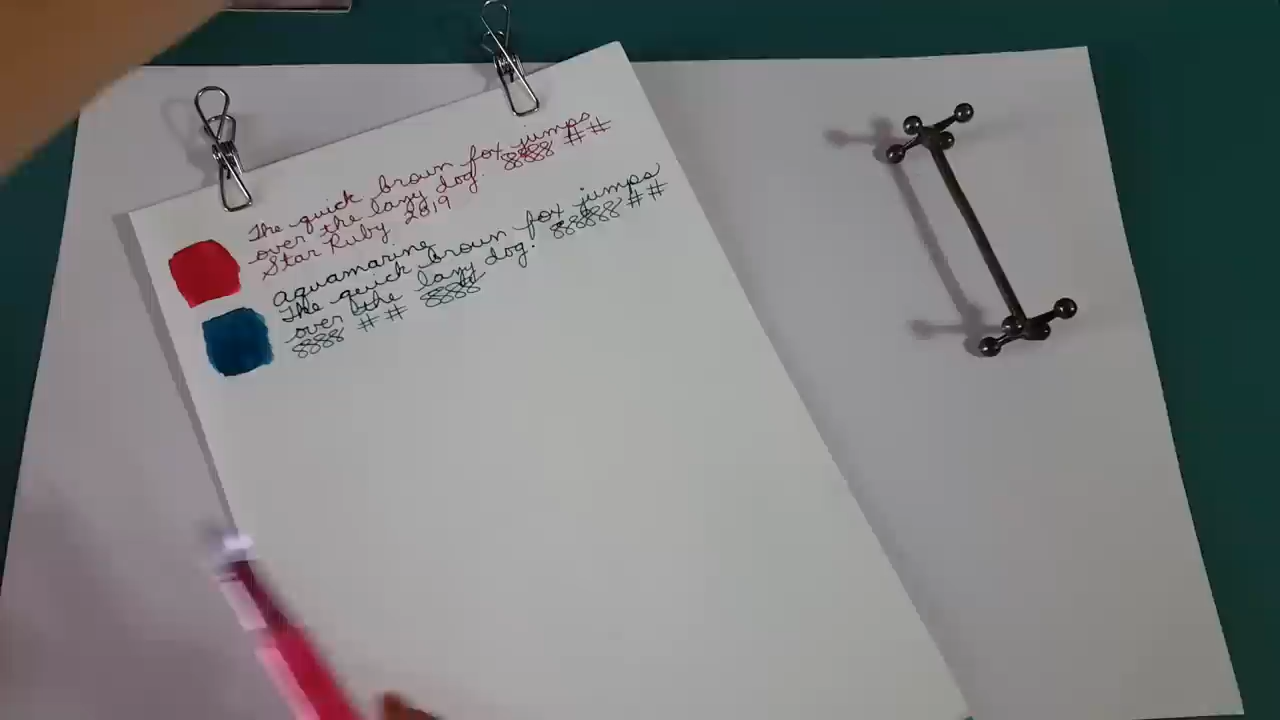 The quick brown fox jumps
over the lazy dog. 8888 ##
Star Ruby 2019
aquamarine
The quick brown fox jumps
over the lazy dog. 888888 ##
8888 ## 8888